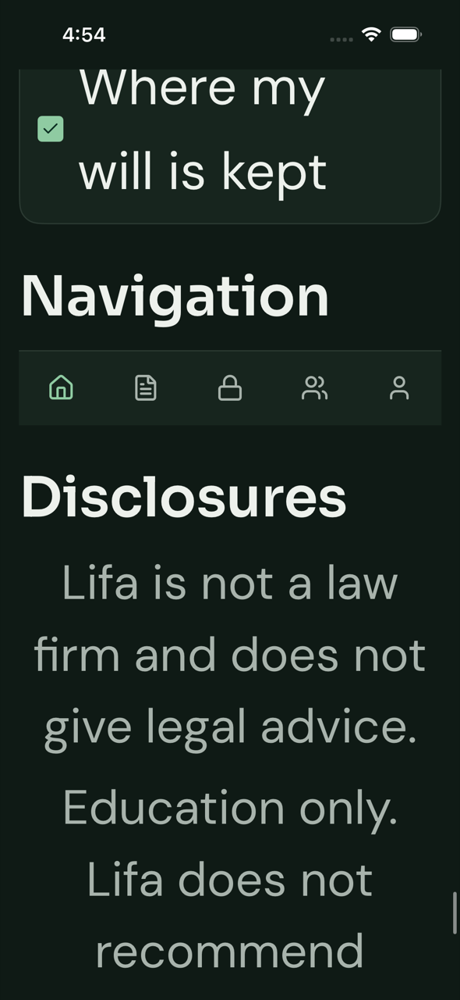 4:54
Where my
will is kept
Navigation
Disclosures
Lifa is not a law
firm and does not
give legal advice.
Education only.
Lifa does not
recommend